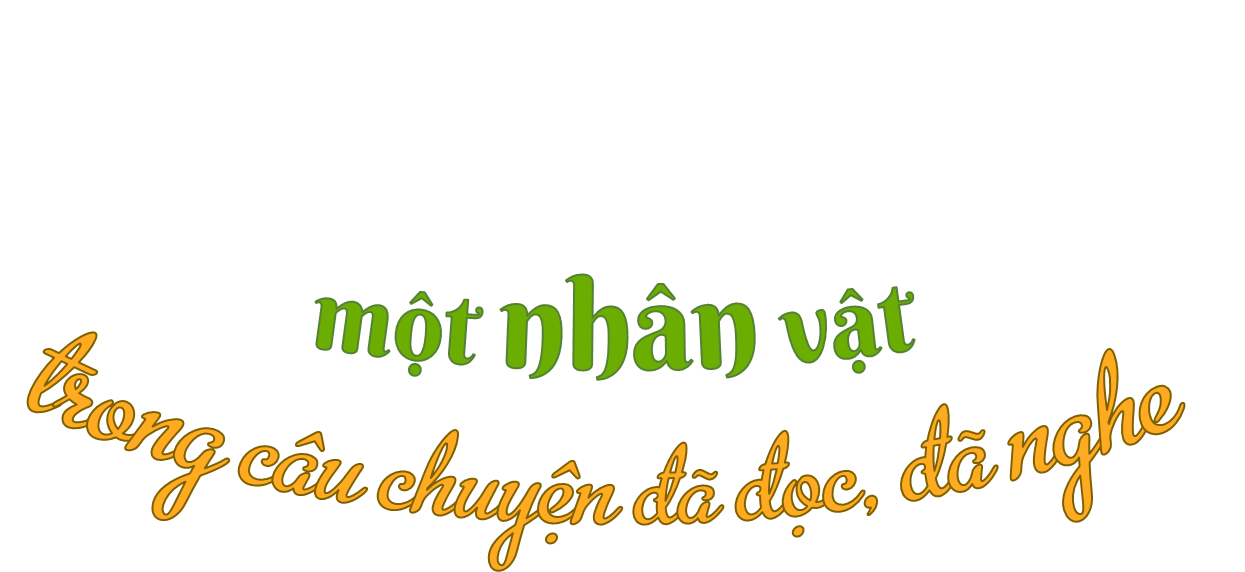 một nhân vật
trong câu chuyện đã đọc, đã nghe